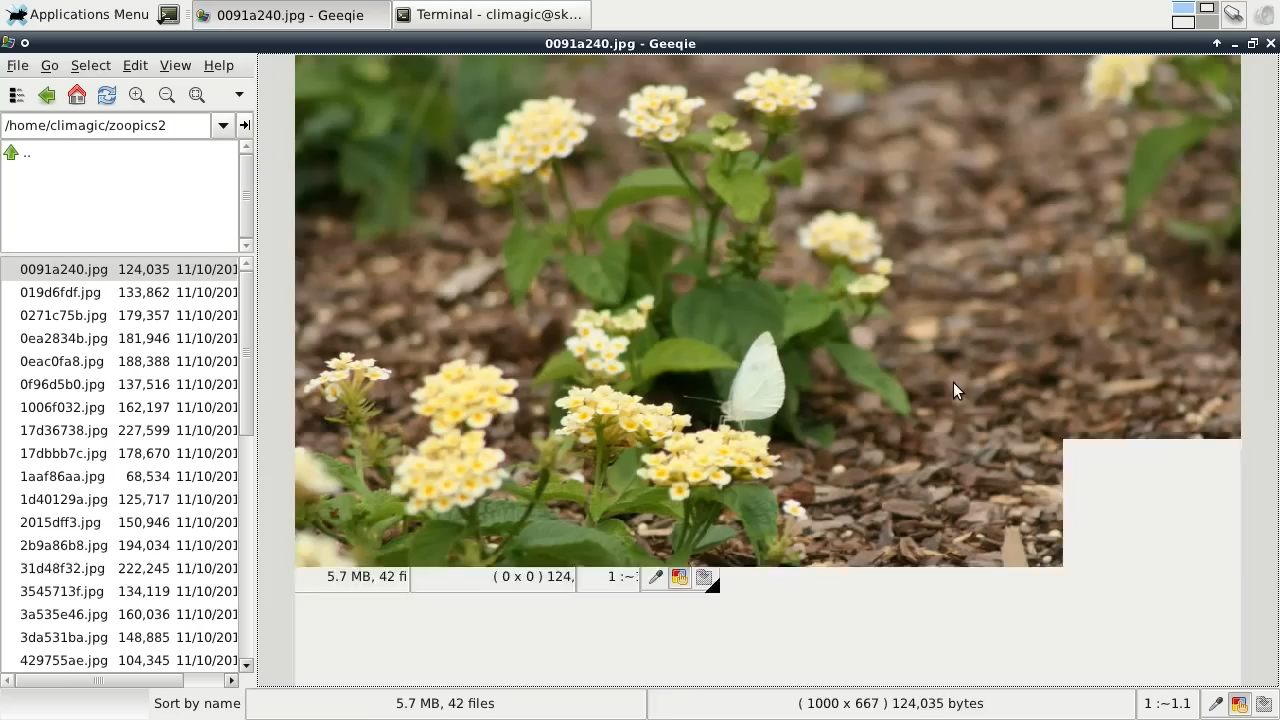 Applications Menu 0091a240.jpg - Geeqie Terminal - climagic@sk...
0091a240.jpg - Geeqie
File Go Select Edit View Help
/home/climagic/zoopics2
..
0091a240.jpg 124,035 11/10/201
019d6fdf.jpg 133,862 11/10/201
0271c75b.jpg 179,357 11/10/201
0ea2834b.jpg 181,946 11/10/201
0eac0fa8.jpg 188,388 11/10/201
0f96d5b0.jpg 137,516 11/10/201
1006f032.jpg 162,197 11/10/201
17d36738.jpg 227,599 11/10/201
17dbbb7c.jpg 178,670 11/10/201
1aaf86aa.jpg 68,534 11/10/201
1d40129a.jpg 125,717 11/10/201
2015dff3.jpg 150,946 11/10/201
2b9a86b8.jpg 194,034 11/10/201
31d48f32.jpg 222,245 11/10/201
3545713f.jpg 134,119 11/10/201
3a535e46.jpg 160,036 11/10/201
3da531ba.jpg 148,885 11/10/201
429755ae.jpg 104,345 11/10/201
5.7 MB, 42 fi ( 0 x 0 ) 124, 1 :~:
Sort by name 5.7 MB, 42 files ( 1000 x 667 ) 124,035 bytes 1 :~1.1